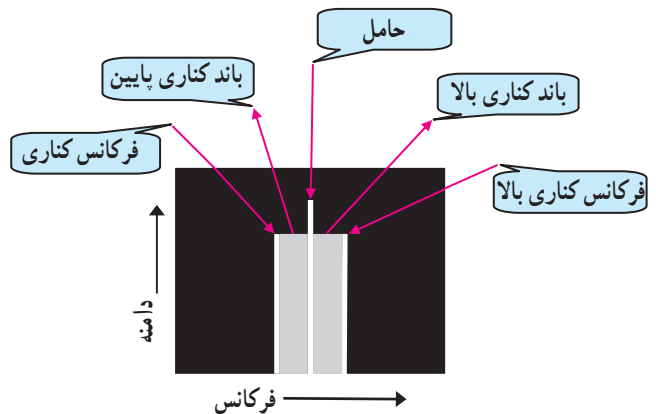 حامل
باند کناری پایین
باند کناری بالا
فرکانس کناری
فرکانس کناری بالا
دامنه
فرکانس